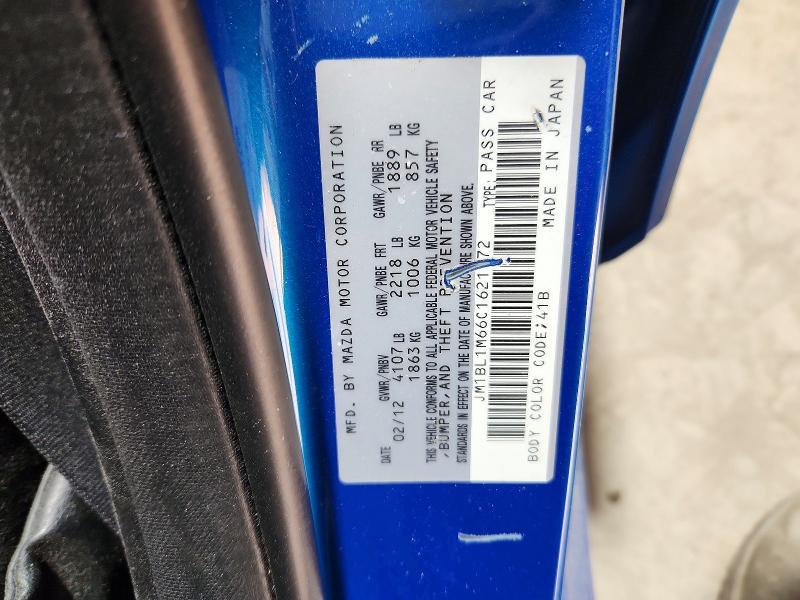 MFD. BY MAZDA MOTOR CORPORATION
DATE GVWR/PNBV GAWR/PNBE FRT GAWR/PNBE RR
02/12 4107 LB 2218 LB 1889 LB
1863 KG 1006 KG 857 KG
THIS VEHICLE CONFORMS TO ALL APPLICABLE FEDERAL MOTOR VEHICLE SAFETY
,BUMPER,AND THEFT PREVENTION
STANDARDS IN EFFECT ON THE DATE OF MANUFACTURE SHOWN ABOVE.
TYPE: PASS CAR
BODY COLOR CODE;41B MADE IN JAPAN